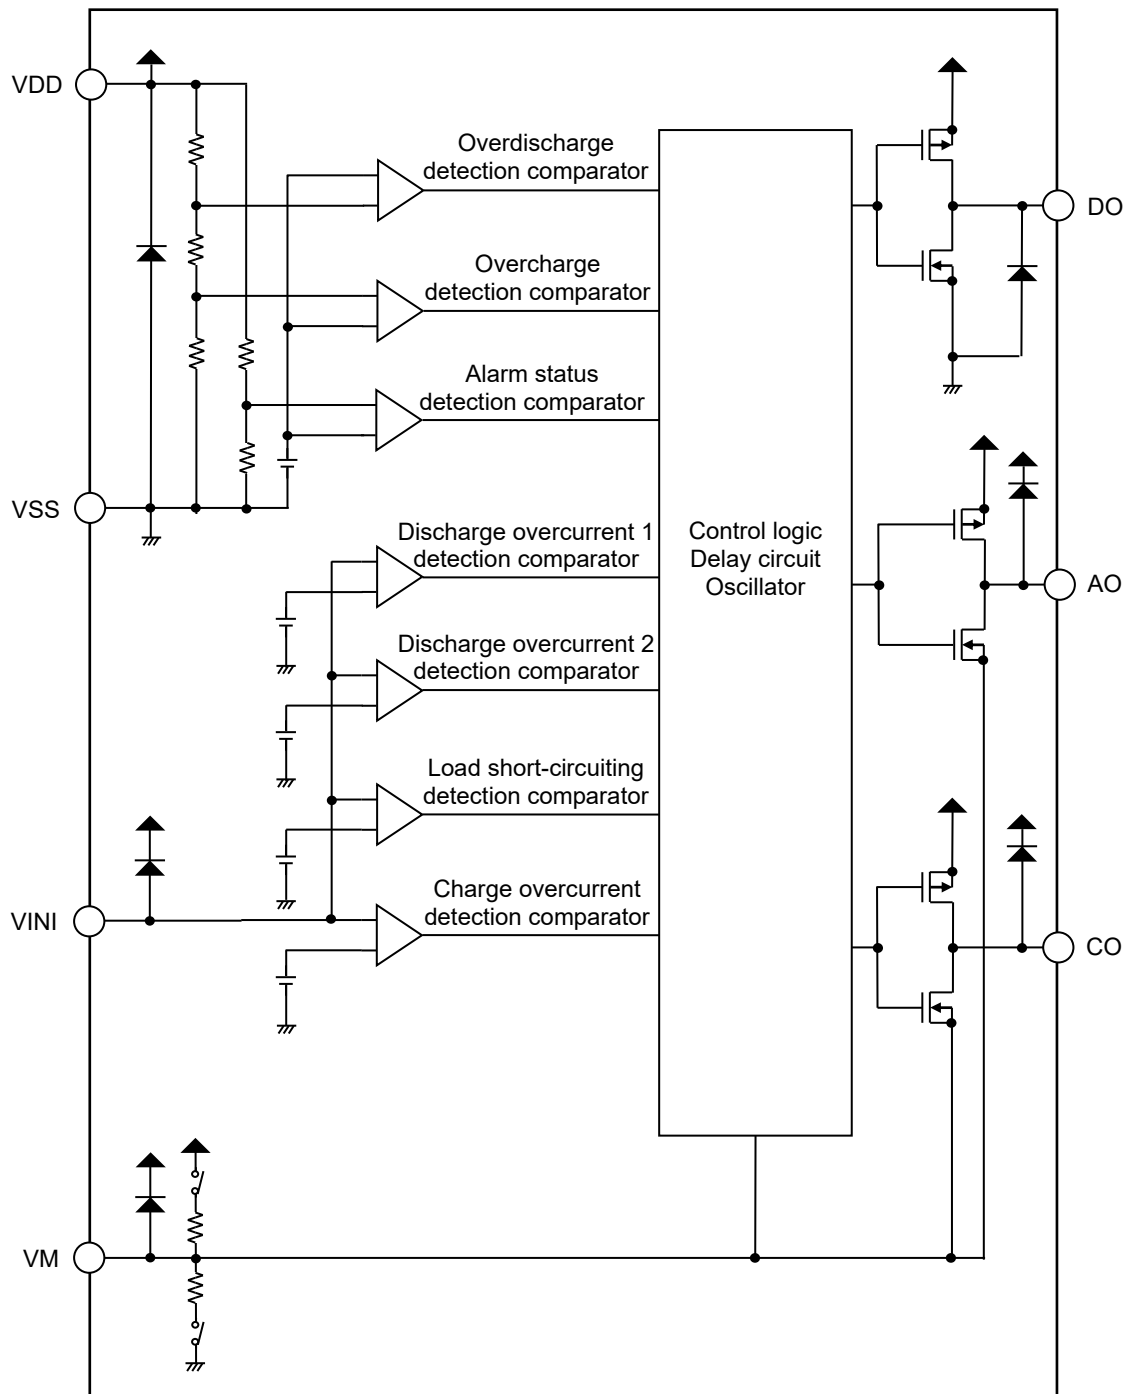 VDD
Overdischarge
detection comparator
DO
Overcharge
detection comparator
Alarm status
detection comparator
VSS
Discharge overcurrent 1
detection comparator
Control logic
Delay circuit
Oscillator
AO
Discharge overcurrent 2
detection comparator
Load short-circuiting
detection comparator
Charge overcurrent
detection comparator
VINI
CO
VM